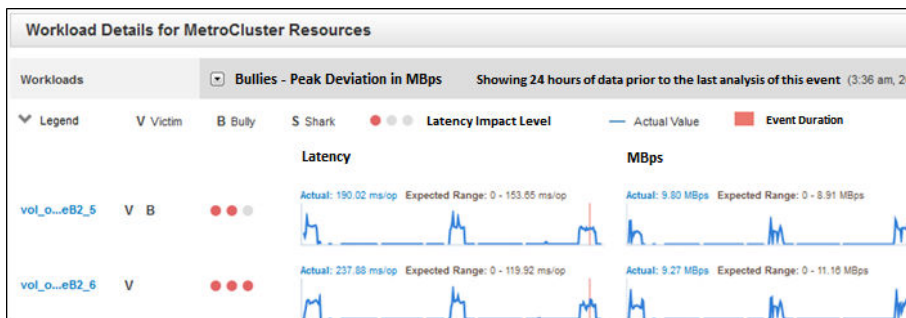 Workload Details for MetroCluster Resources
Workloads Bullies - Peak Deviation in MBps Showing 24 hours of data prior to the last analysis of this event (3:36 am, 2
Legend V Victim B Bully S Shark Latency Impact Level Actual Value Event Duration
Latency MBps
Actual: 190.02 ms/op Expected Range: 0 - 153.65 ms/op Actual: 9.80 MBps Expected Range: 0 - 8.91 MBps
vol_o...eB2_5 V B
Actual: 237.88 ms/op Expected Range: 0 - 119.92 ms/op Actual: 9.27 MBps Expected Range: 0 - 11.16 MBps
vol_o...eB2_6 V